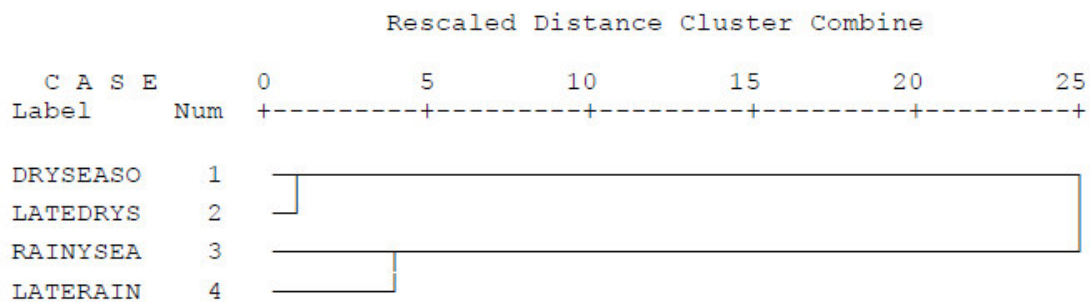 Rescaled Distance Cluster Combine
C A S E 0 5 10 15 20 25
Label Num +---------+---------+---------+---------+---------+
DRYSEASO 1
LATEDRYS 2
RAINYSEA 3
LATERAIN 4